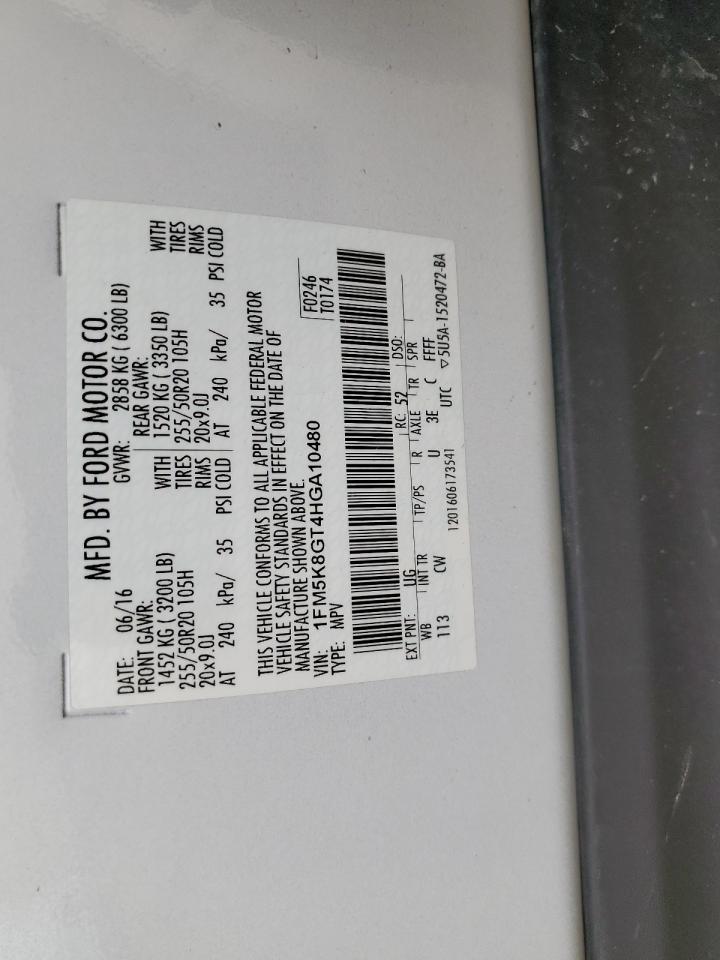 MFD. BY FORD MOTOR CO.
DATE: 06/16 GVWR: 2858 KG ( 6300 LB)
FRONT GAWR: REAR GAWR:
1452 KG ( 3200 LB) WITH 1520 KG ( 3350 LB) WITH
255/50R20 105H TIRES 255/50R20 105H TIRES
20x9.0J RIMS 20x9.0J RIMS
AT 240 kPa/ 35 PSI COLD AT 240 kPa/ 35 PSI COLD
THIS VEHICLE CONFORMS TO ALL APPLICABLE FEDERAL MOTOR
VEHICLE SAFETY STANDARDS IN EFFECT ON THE DATE OF
MANUFACTURE SHOWN ABOVE.
VIN: 1FM5K8GT4HGA10480 F0246
TYPE: MPV T0174
EXT PNT: UG RC: 52 DSO:
WB INT TR TP/PS R AXLE TR SPR
113 CW U 3E C FFFF
1201606173541 UTC ▽5U5A-1520472-BA